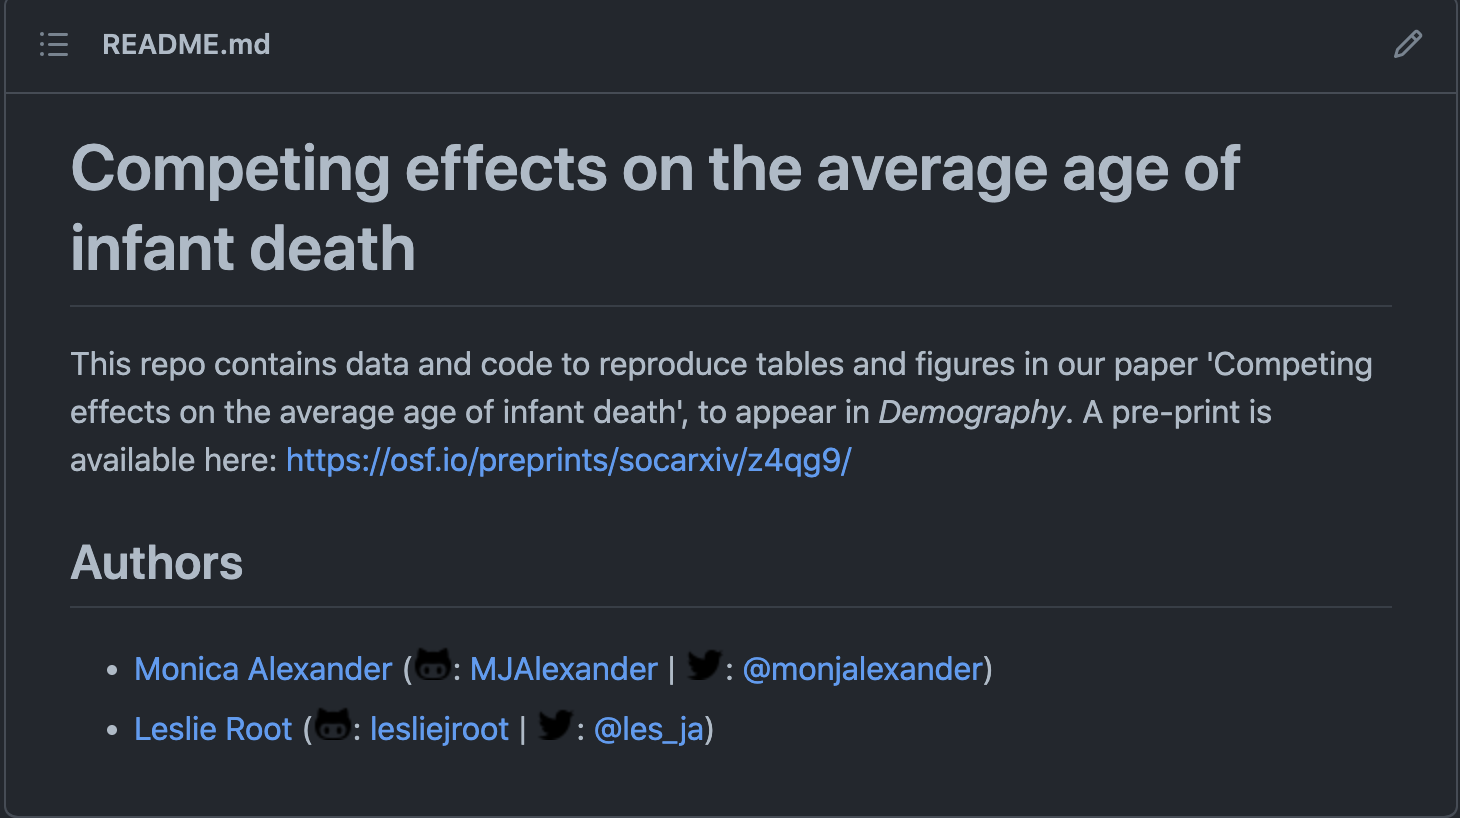 README.md
Competing effects on the average age of
infant death
This repo contains data and code to reproduce tables and figures in our paper 'Competing
effects on the average age of infant death', to appear in Demography. A pre-print is
available here: https://osf.io/preprints/socarxiv/z4qg9/
Authors
• Monica Alexander (: MJAlexander | : @monjalexander)
• Leslie Root (: lesliejroot | : @les_ja)